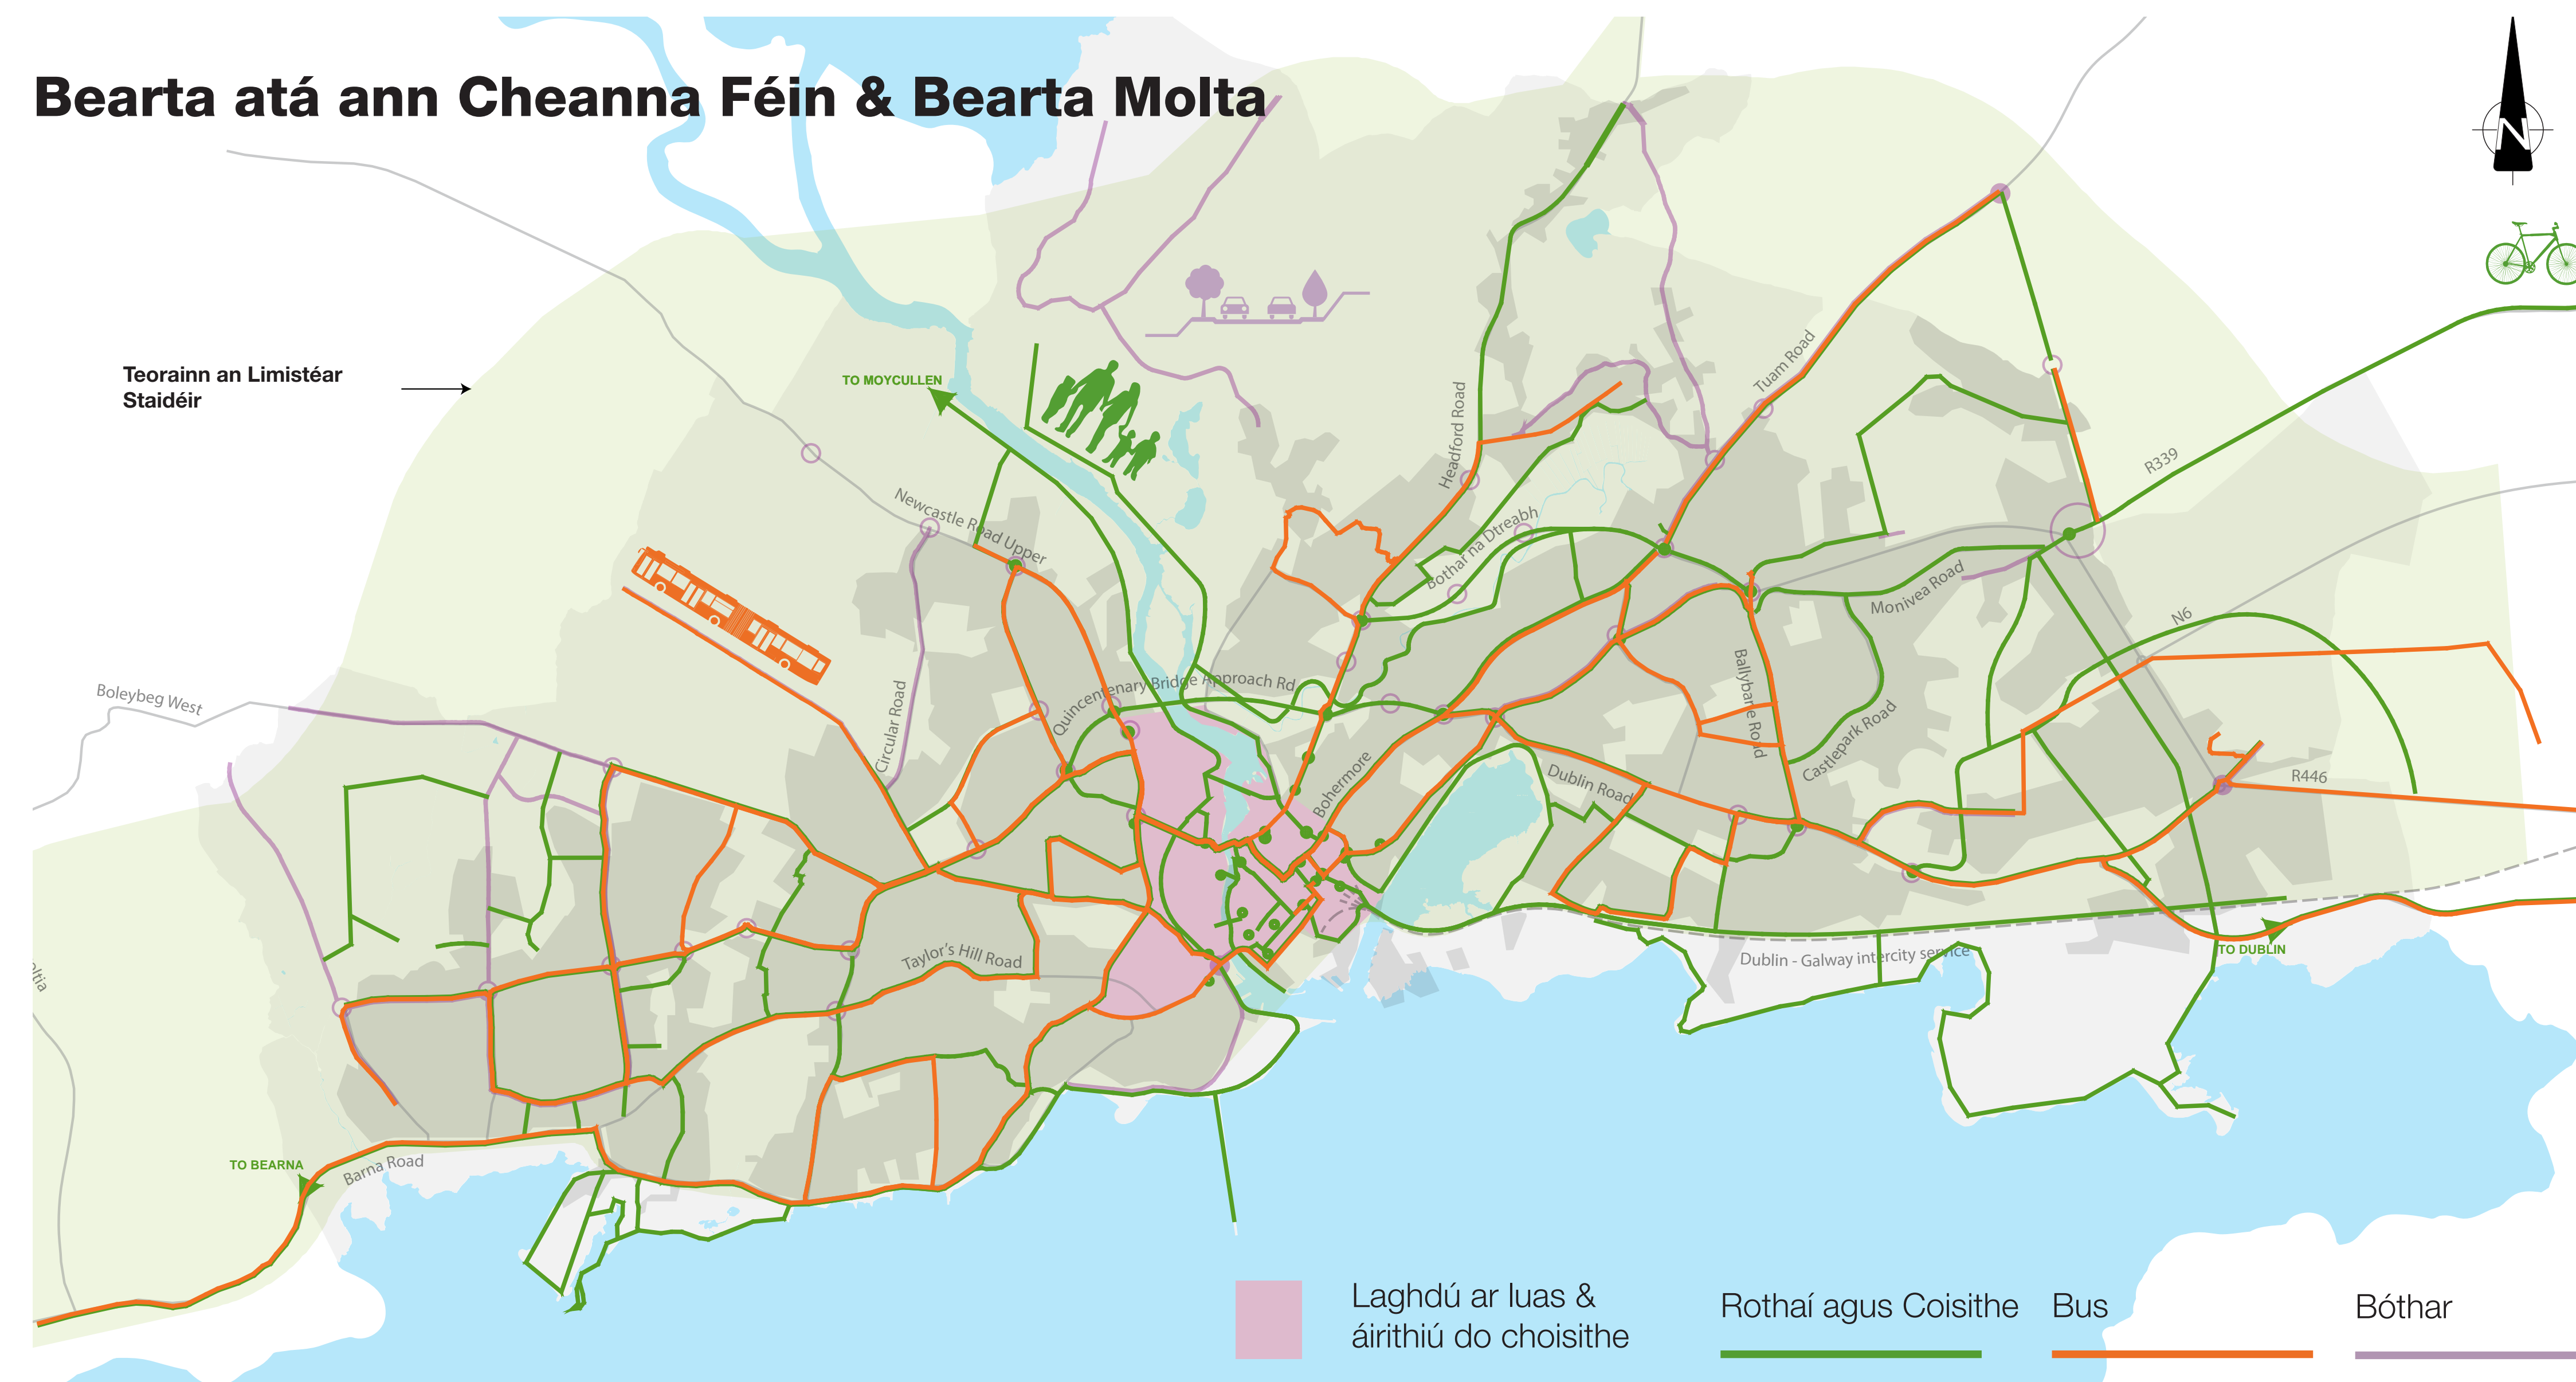 Bearta atá ann Cheanna Féin & Bearta Molta
N
Teorainn an Limistéar
Staidéir
TO MOYCULLEN
Tuam Road
Headford Road
R339
Newcastle Road Upper
Bothar na Dtreabh
Monivea Road
N6
Boleybeg West
Circular Road
Quincentenary Bridge Approach Rd
Ballybane Road
Castlepark Road
Bohermore
Dublin Road
R446
Taylor's Hill Road
Dublin - Galway intercity service
TO DUBLIN
TO BEARNA
Barna Road
Laghdú ar luas &
áirithiú do choisithe
Rothaí agus Coisithe
Bus
Bóthar